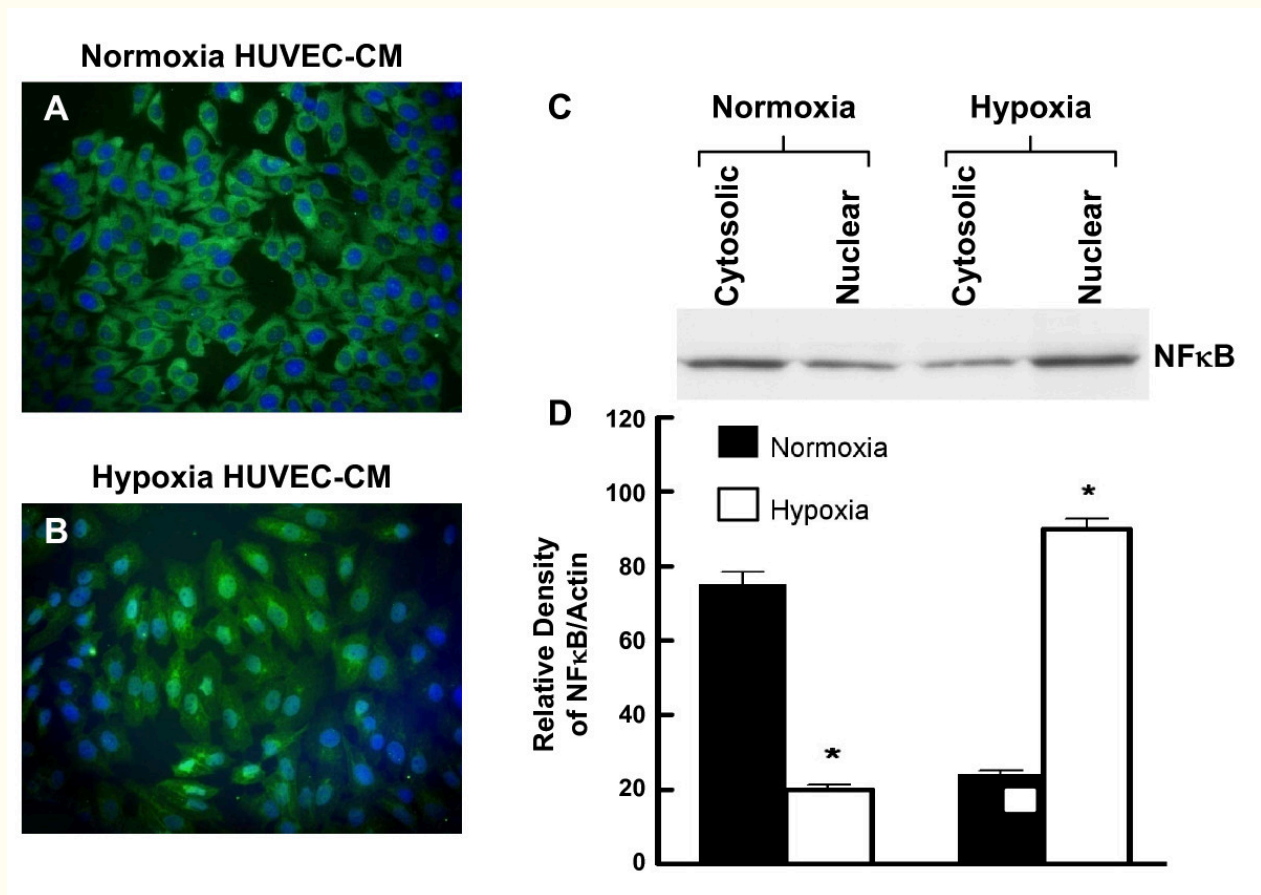 Normoxia HUVEC-CM
A
Hypoxia HUVEC-CM
B
C
Normoxia
Hypoxia
Cytosolic
Nuclear
Cytosolic
Nuclear
NFκB
D
Relative Density
of NFκB/Actin
120
100
80
60
40
20
0
Normoxia
Hypoxia
*
*